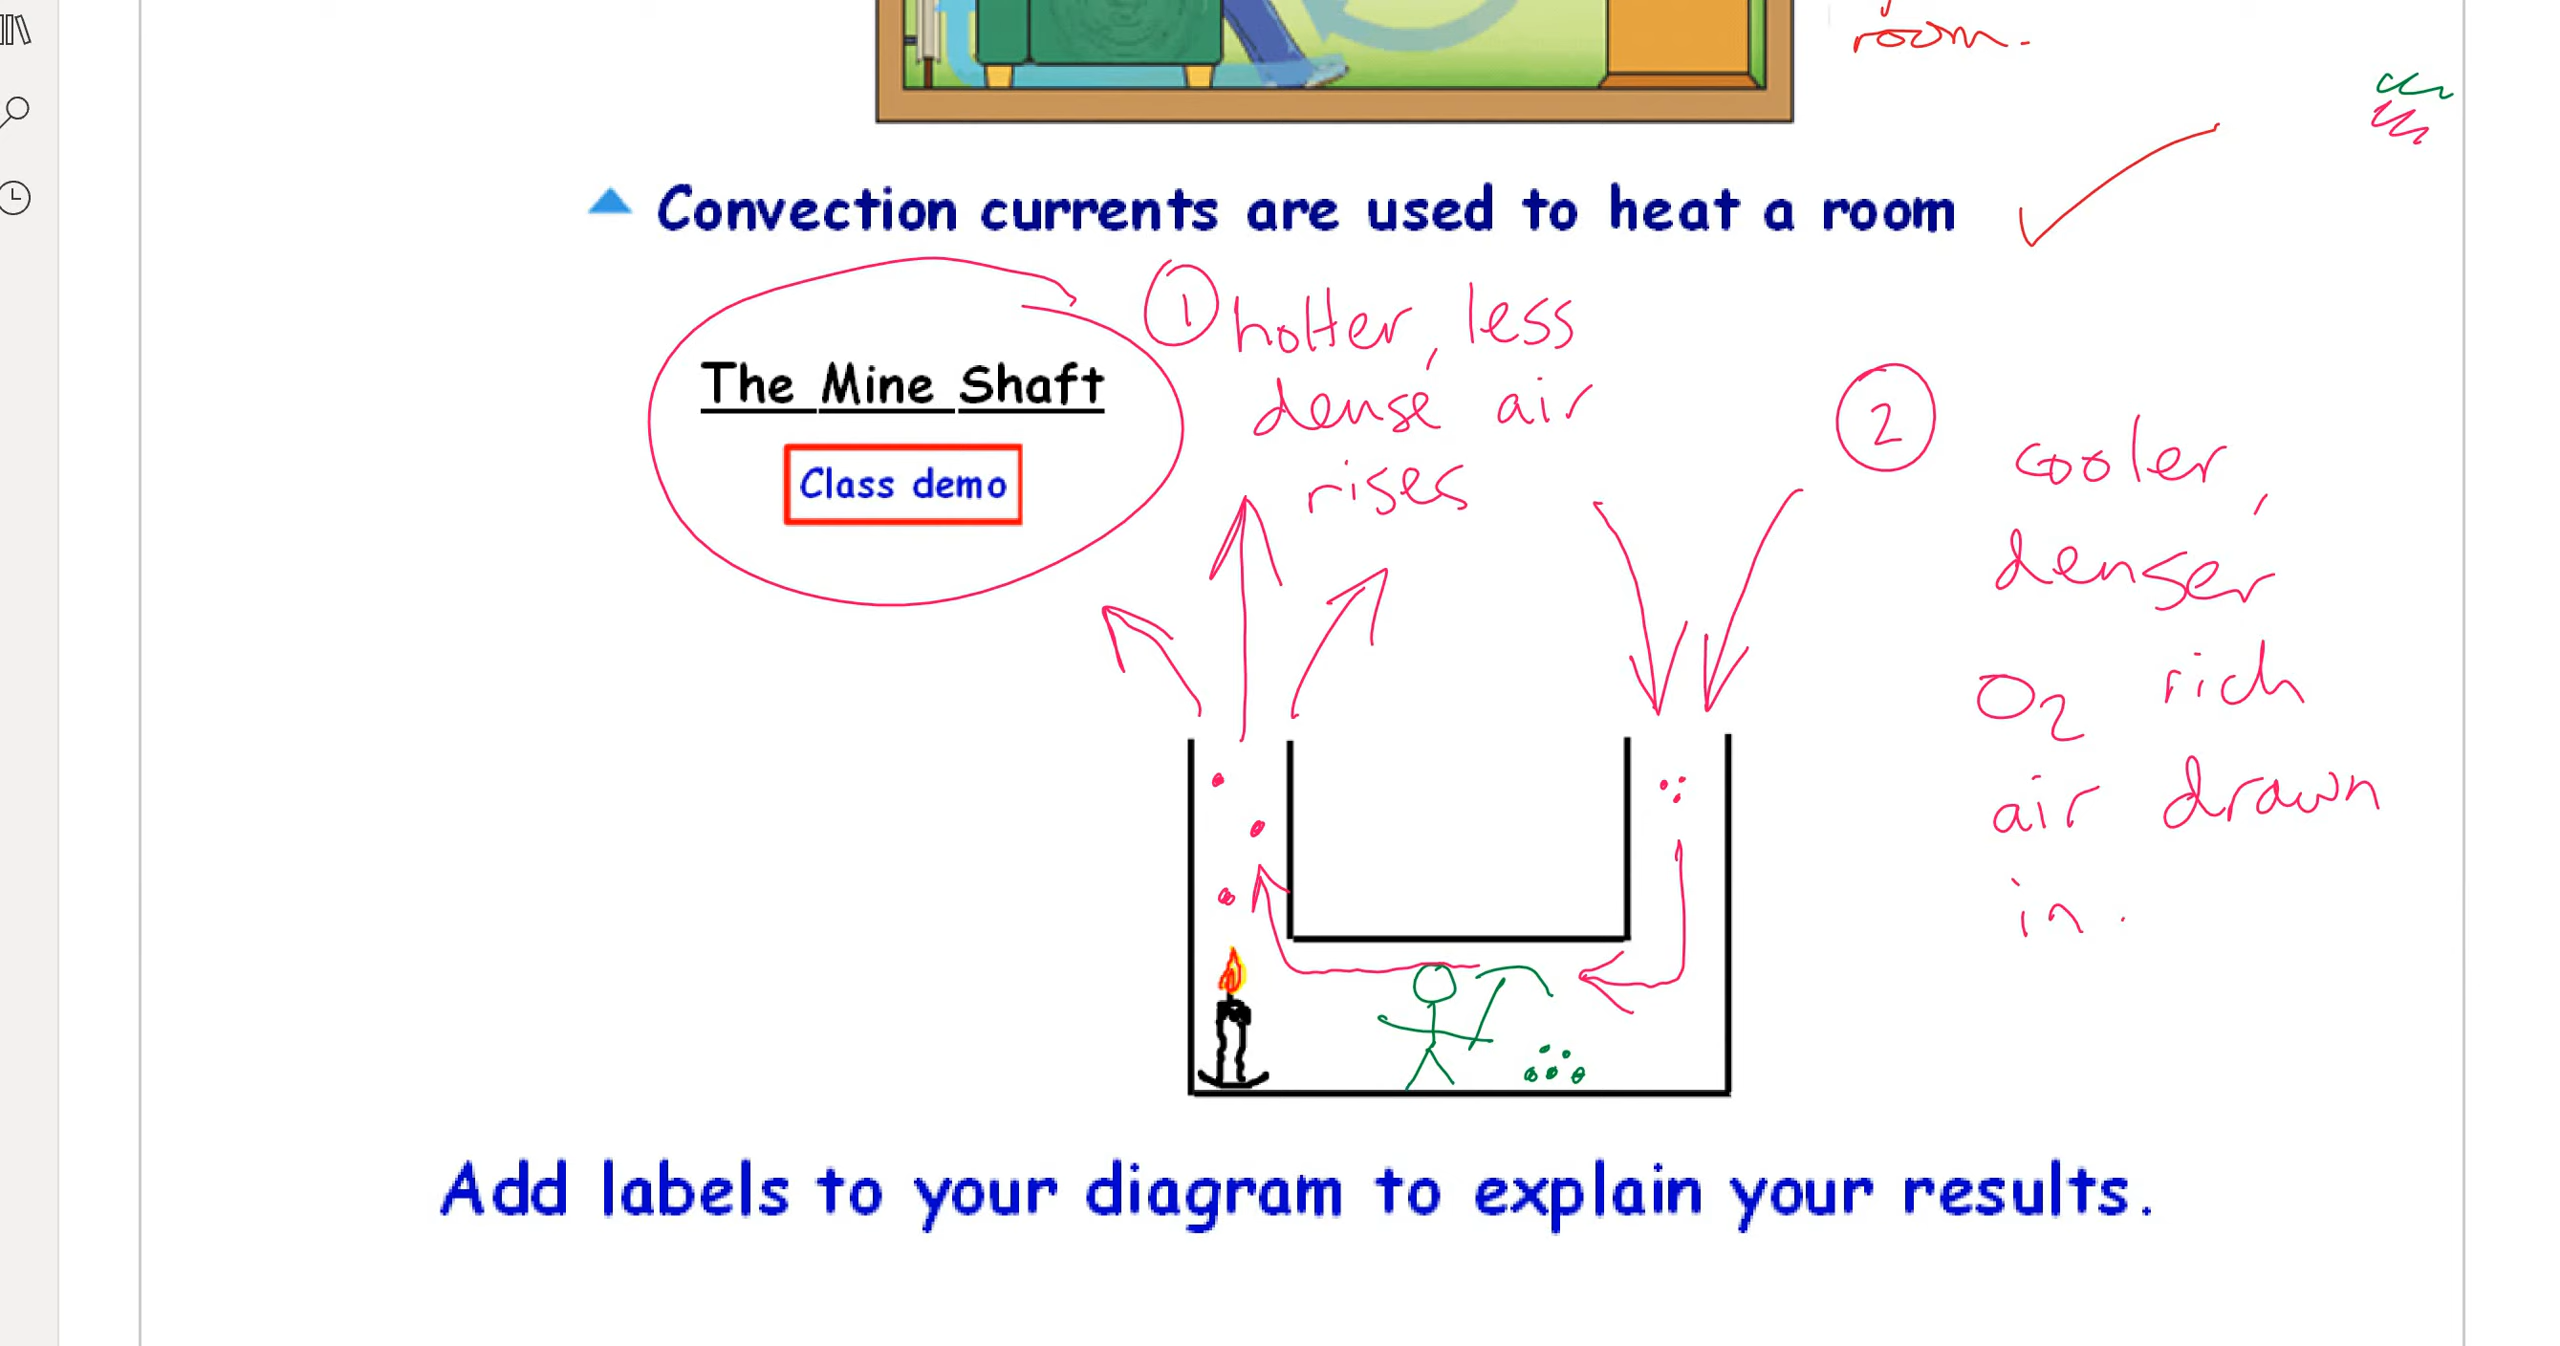 room.
Convection currents are used to heat a room
The Mine Shaft
Class demo
1 hotter, less
dense air
rises
2
cooler,
denser
O2 rich
air drawn
in.
Add labels to your diagram to explain your results.